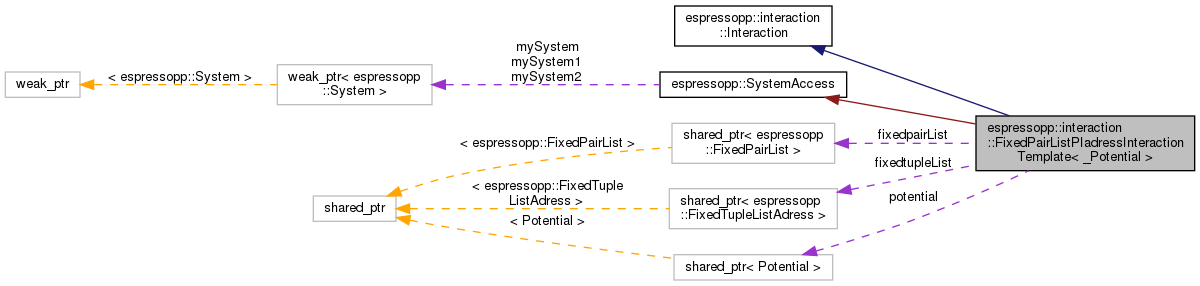 espressopp::interaction
::Interaction
mySystem
mySystem1
mySystem2
< espressopp::System >
weak_ptr
weak_ptr< espressopp
::System >
espressopp::SystemAccess
espressopp::interaction
::FixedPairListPIadressInteraction
Template< _Potential >
fixedpairList
shared_ptr< espressopp
::FixedPairList >
< espressopp::FixedPairList >
fixedtupleList
< espressopp::FixedTuple
ListAdress >
shared_ptr
shared_ptr< espressopp
::FixedTupleListAdress >
potential
< Potential >
shared_ptr< Potential >